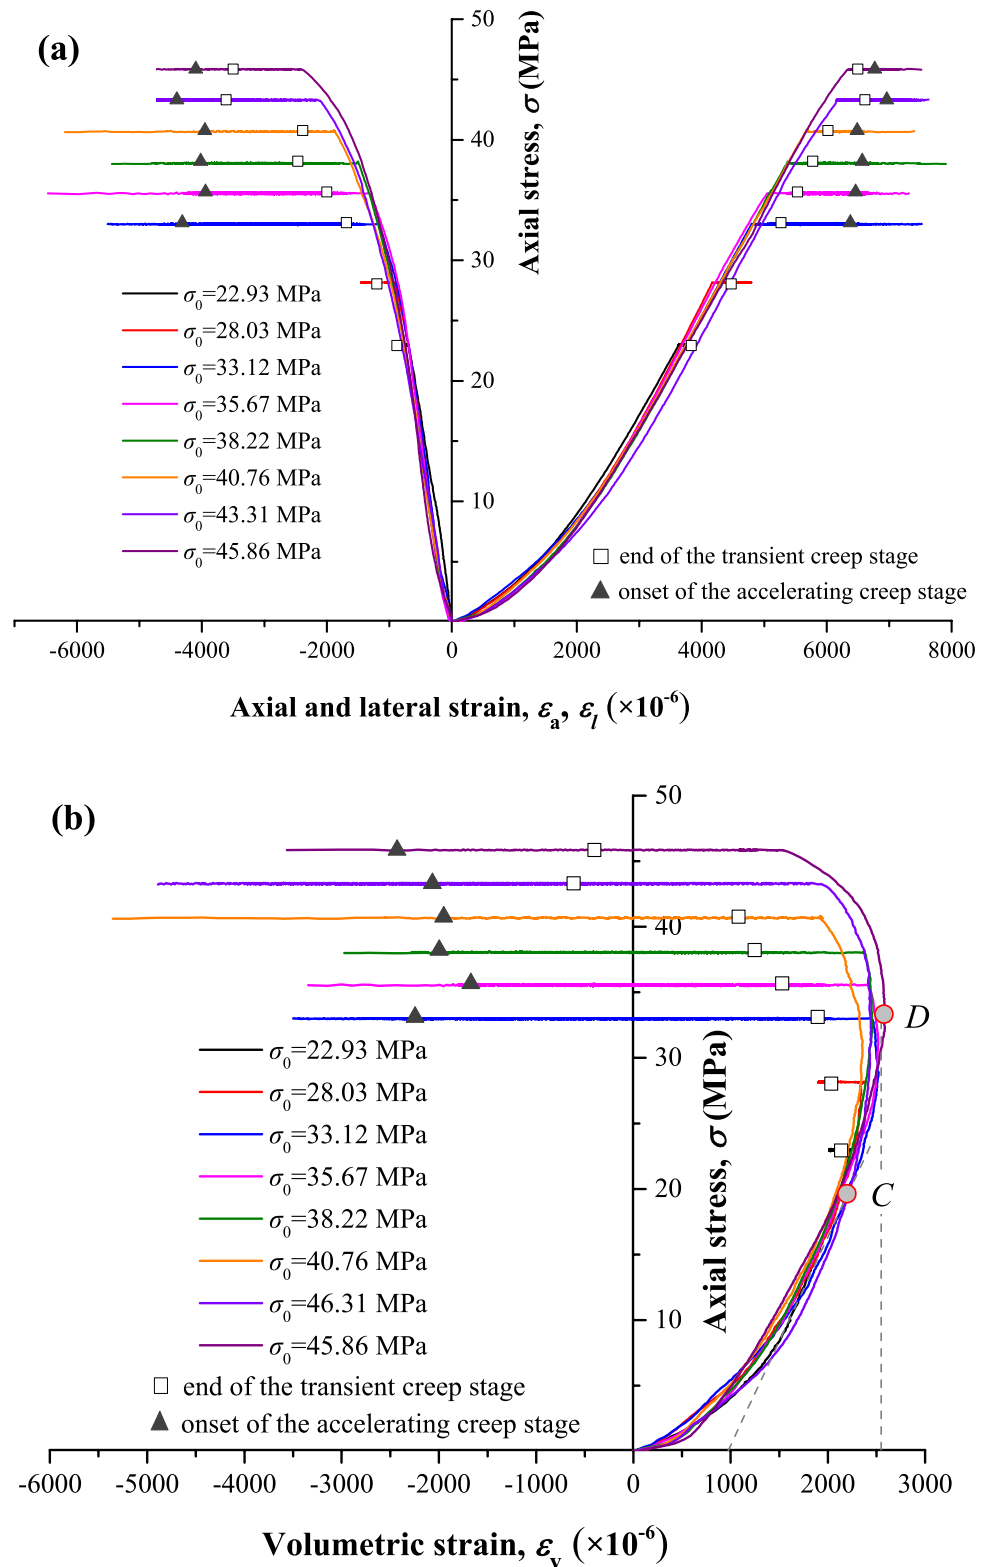 (a)
50
40
30
20
10
Axial stress, σ (MPa)
σ0=22.93 MPa
σ0=28.03 MPa
σ0=33.12 MPa
σ0=35.67 MPa
σ0=38.22 MPa
σ0=40.76 MPa
σ0=43.31 MPa
σ0=45.86 MPa
end of the transient creep stage
onset of the accelerating creep stage
-6000 -4000 -2000 0 2000 4000 6000 8000
Axial and lateral strain, εa, εl (×10-6)
(b)
50
40
30
20
10
Axial stress, σ (MPa)
D
C
σ0=22.93 MPa
σ0=28.03 MPa
σ0=33.12 MPa
σ0=35.67 MPa
σ0=38.22 MPa
σ0=40.76 MPa
σ0=46.31 MPa
σ0=45.86 MPa
end of the transient creep stage
onset of the accelerating creep stage
-6000 -5000 -4000 -3000 -2000 -1000 0 1000 2000 3000
Volumetric strain, εv (×10-6)